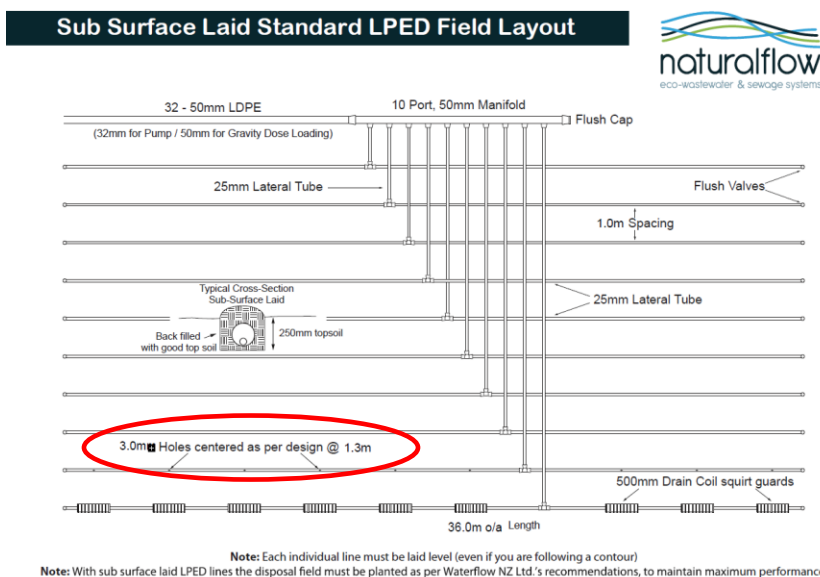 Sub Surface Laid Standard LPED Field Layout
naturalflow
eco-wastewater & sewage systems
32 - 50mm LDPE
10 Port, 50mm Manifold
(32mm for Pump / 50mm for Gravity Dose Loading)
Flush Cap
25mm Lateral Tube
Flush Valves
1.0m Spacing
Typical Cross-Section
Sub-Surface Laid
25mm Lateral Tube
Back filled
with good top soil
250mm topsoil
3.0m Holes centered as per design @ 1.3m
500mm Drain Coil squirt guards
36.0m o/a Length
Note: Each individual line must be laid level (even if you are following a contour)
Note: With sub surface laid LPED lines the disposal field must be planted as per Waterflow NZ Ltd.'s recommendations, to maintain maximum performance